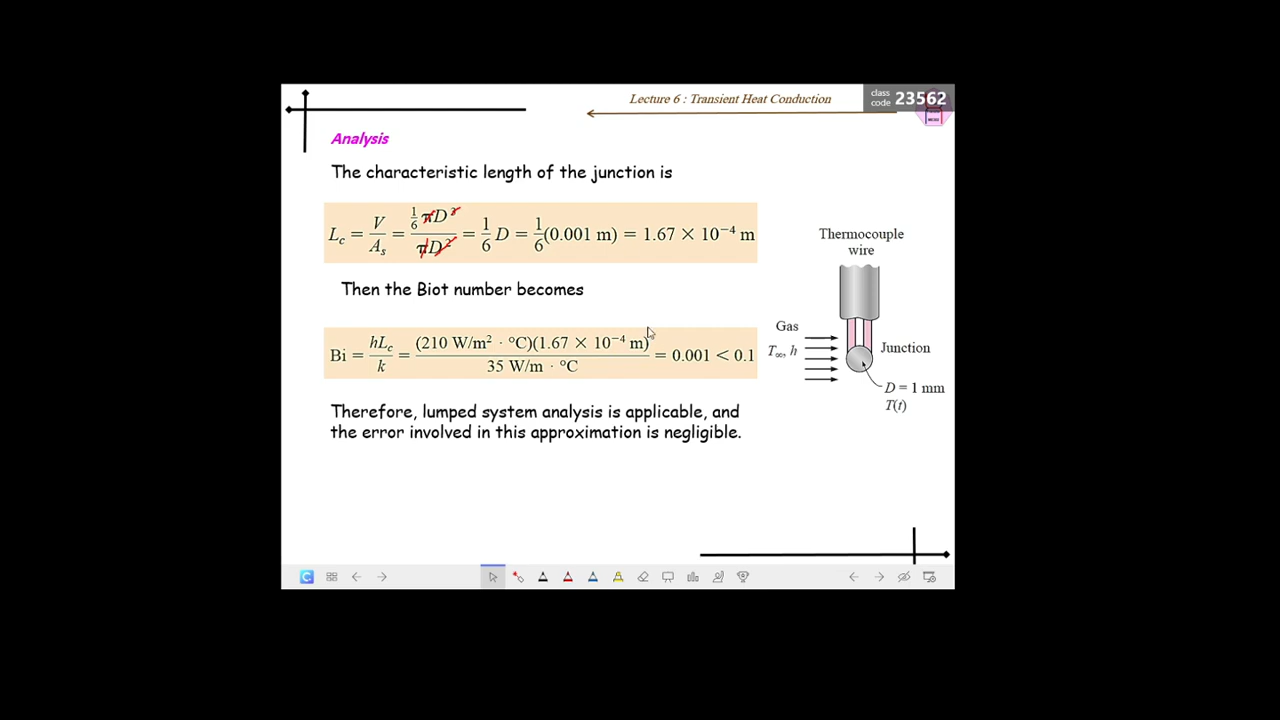 Lecture 6 : Transient Heat Conduction
class code 23562
Analysis
The characteristic length of the junction is
L_c = V/A_s = (1/6 πD³)/(πD²) = 1/6 D = 1/6 (0.001 m) = 1.67 × 10⁻⁴ m
Then the Biot number becomes
Bi = hL_c/k = (210 W/m² · °C)(1.67 × 10⁻⁴ m)/(35 W/m · °C) = 0.001 < 0.1
Therefore, lumped system analysis is applicable, and
the error involved in this approximation is negligible.
Thermocouple
wire
Gas
T∞, h
Junction
D = 1 mm
T(t)